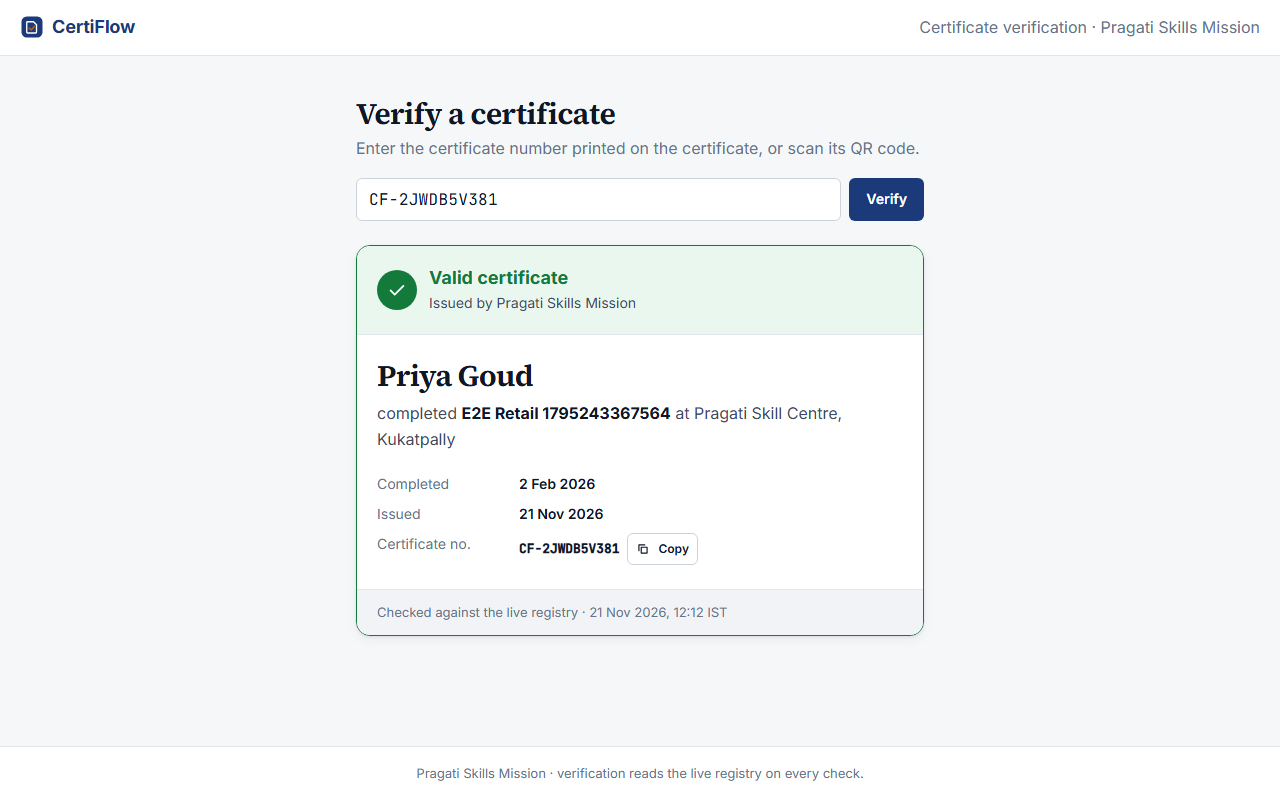 CertiFlow
Certificate verification · Pragati Skills Mission
Verify a certificate
Enter the certificate number printed on the certificate, or scan its QR code.
CF-2JWDB5V381
Verify
Valid certificate
Issued by Pragati Skills Mission
Priya Goud
completed E2E Retail 1795243367564 at Pragati Skill Centre,
Kukatpally
Completed 2 Feb 2026
Issued 21 Nov 2026
Certificate no. CF-2JWDB5V381 Copy
Checked against the live registry · 21 Nov 2026, 12:12 IST
Pragati Skills Mission · verification reads the live registry on every check.